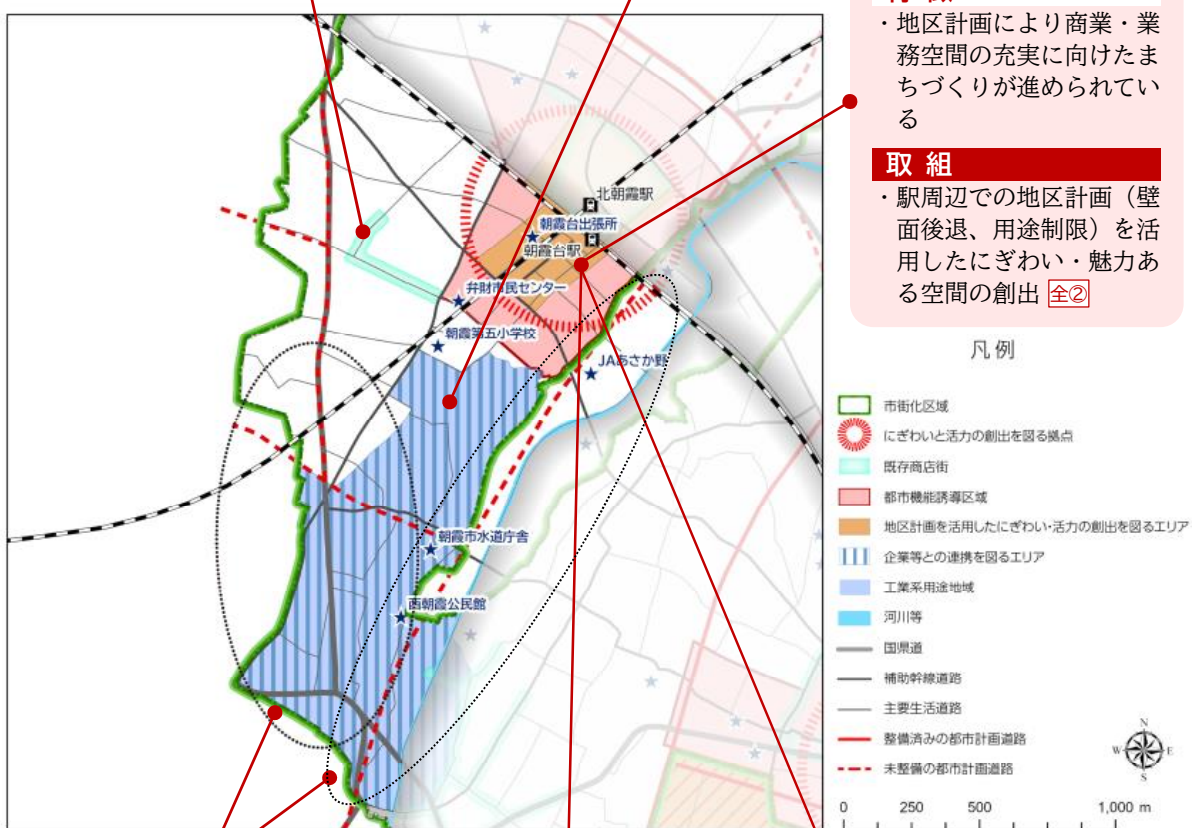 ・地区計画により商業・業
務空間の充実に向けたま
ちづくりが進められてい
る
取 組
・駅周辺での地区計画（壁
面後退、用途制限）を活
用したにぎわい・魅力あ
る空間の創出 全②
北朝霞駅
朝霞台出張所
朝霞台駅
弁財市民センター
朝霞第五小学校
JAあさか野
朝霞市水道庁舎
西朝霞公民館
凡例
市街化区域
にぎわいと活力の創出を図る拠点
既存商店街
都市機能誘導区域
地区計画を活用したにぎわい・活力の創出を図るエリア
企業等との連携を図るエリア
工業系用途地域
河川等
国県道
補助幹線道路
主要生活道路
整備済みの都市計画道路
未整備の都市計画道路
N
W E
S
0 250 500 1,000 m